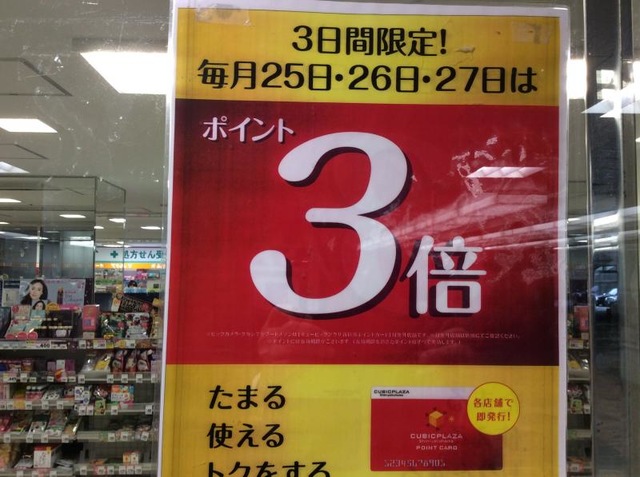 3日間限定!
毎月25日・26日・27日は
ポイント
3倍
たまる
使える
トクをする
CUBICPLAZA
CUBICPLAZA
POINT CARD
各店舗で
即発行!
処方せん受